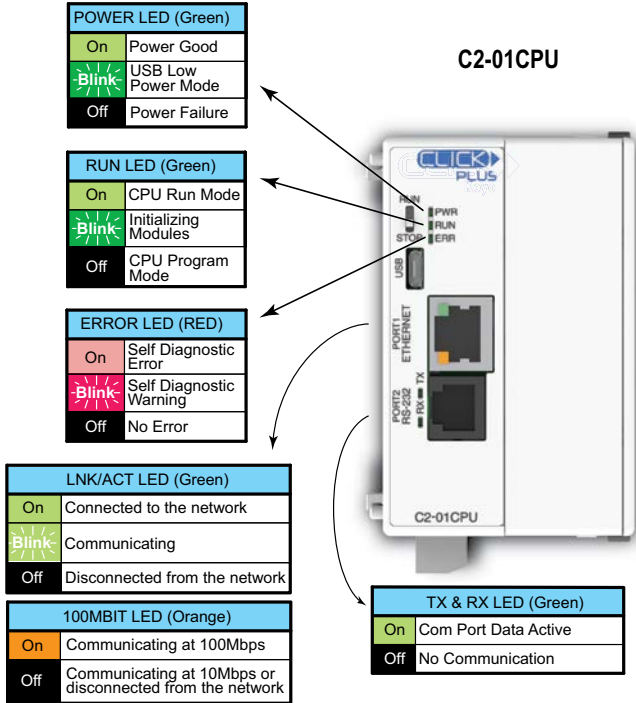 POWER LED (Green)
On Power Good
Blink USB Low
Power Mode
Off Power Failure
C2-01CPU
RUN LED (Green)
On CPU Run Mode
Blink Initializing
Modules
Off CPU Program
Mode
ERROR LED (RED)
On Self Diagnostic
Error
Blink Self Diagnostic
Warning
Off No Error
CLICK
PLUS
Koyo
RUN
STOP
PWR
RUN
ERR
USB
PORT1
ETHERNET
PORT2
RS-232
RX TX
C2-01CPU
LNK/ACT LED (Green)
On Connected to the network
Blink Communicating
Off Disconnected from the network
100MBIT LED (Orange)
On Communicating at 100Mbps
Off Communicating at 10Mbps or
disconnected from the network
TX & RX LED (Green)
On Com Port Data Active
Off No Communication